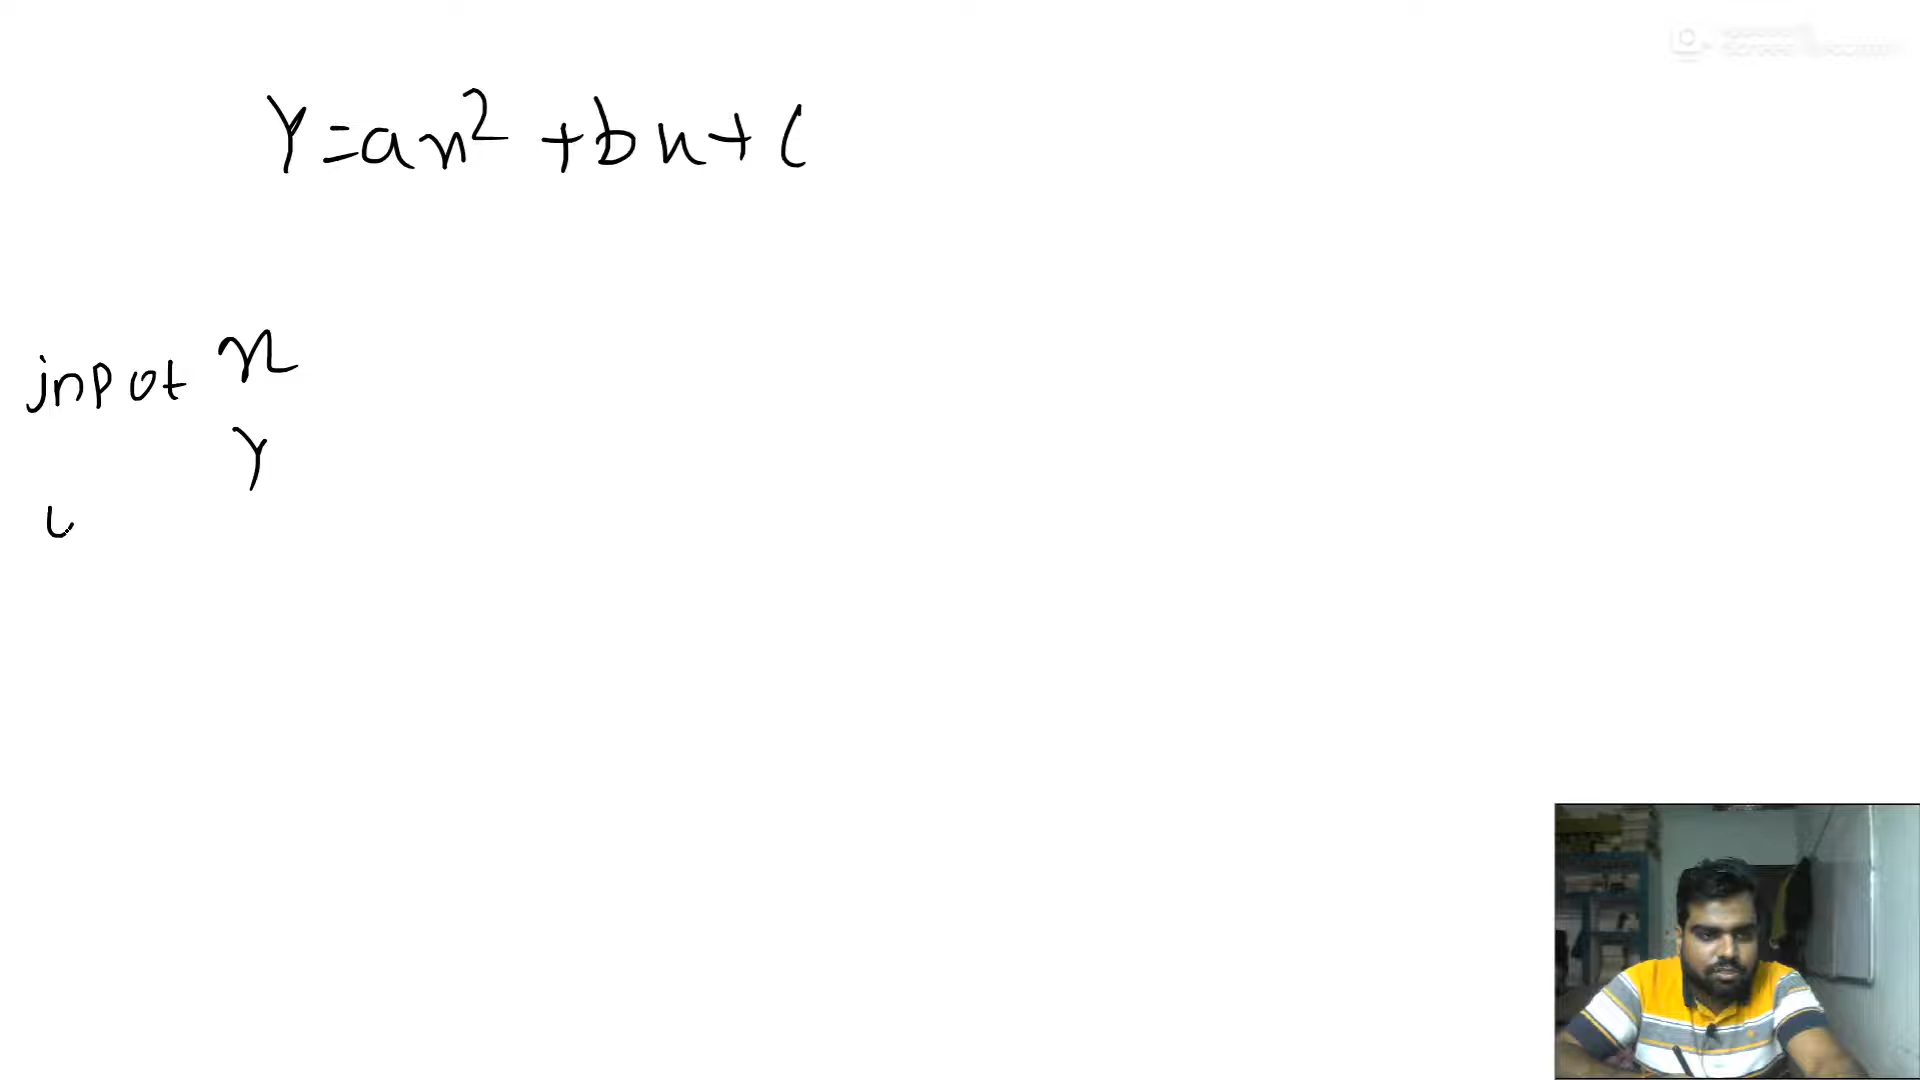 Y=ax² +bx+c
input x
Y